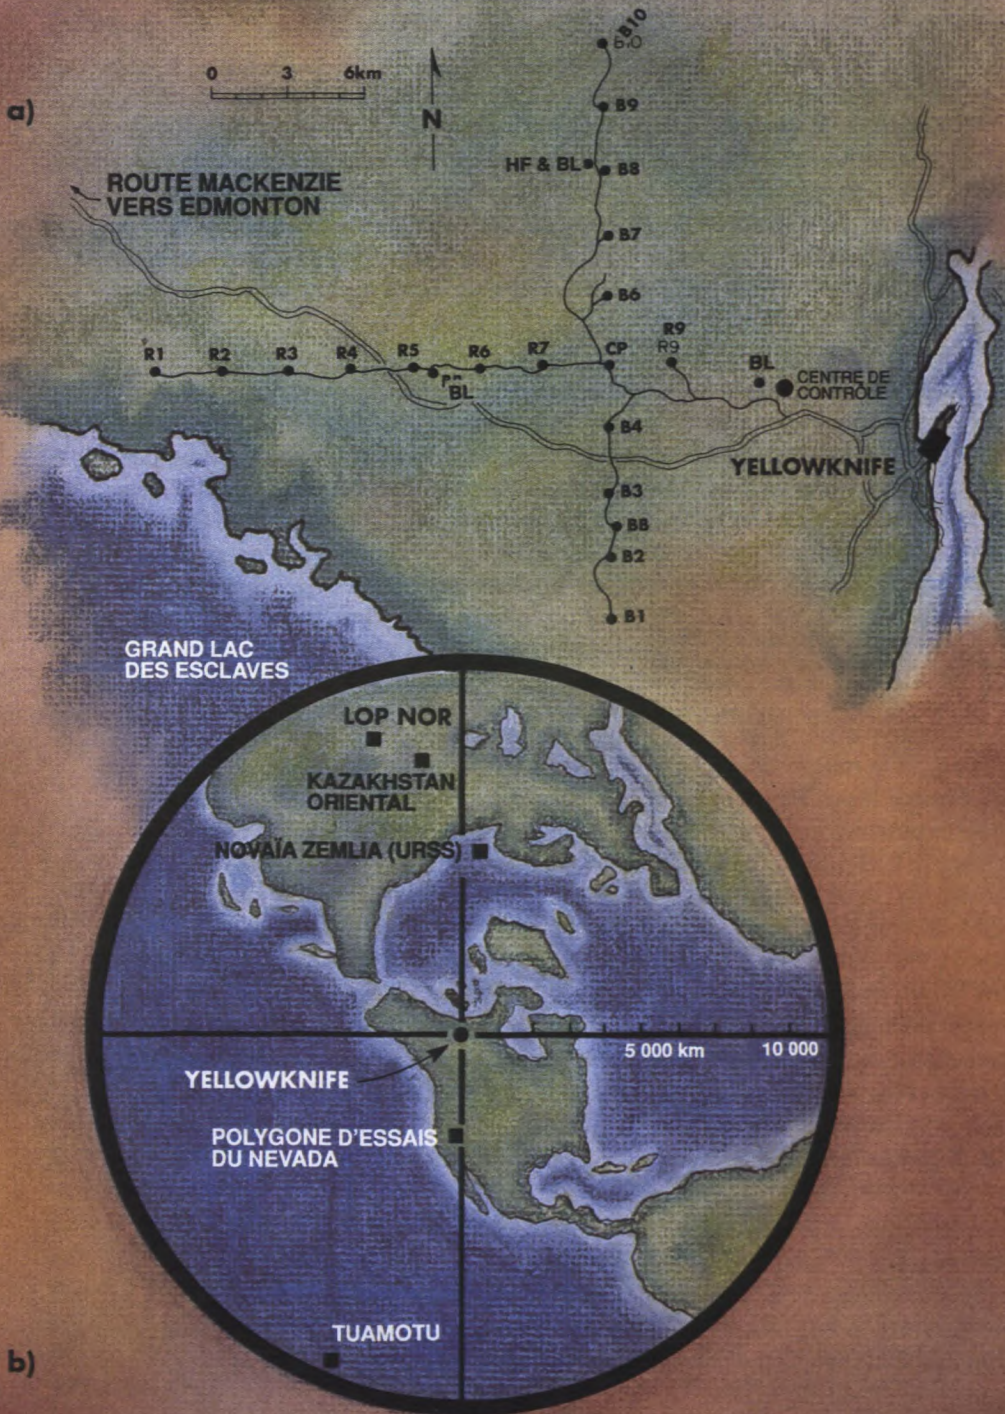 a)
0 3 6km
N
ROUTE MACKENZIE
VERS EDMONTON
B10
B9
HF & BL
B8
B7
B6
R9
R9
R1 R2 R3 R4 R5 R6 R7 CP
BL
BL
CENTRE DE
CONTRÔLE
B4
YELLOWKNIFE
B3
BB
B2
B1
GRAND LAC
DES ESCLAVES
LOP NOR
KAZAKHSTAN
ORIENTAL
NOVAÏA ZEMLIA (URSS)
5 000 km 10 000
YELLOWKNIFE
POLYGONE D'ESSAIS
DU NEVADA
TUAMOTU
b)